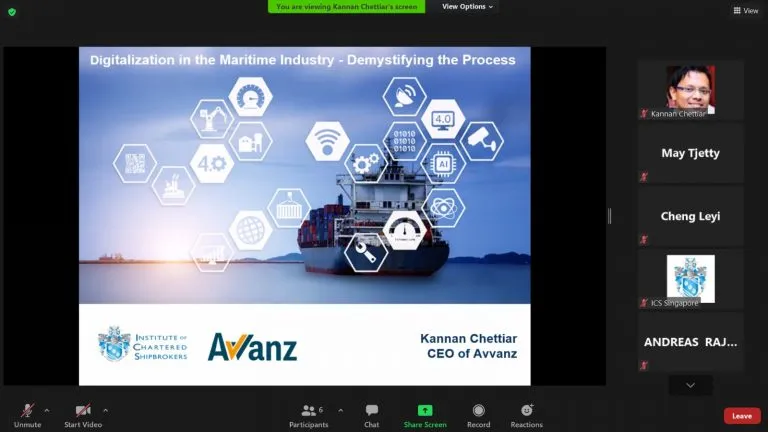 You are viewing Kannan Chettiar's screen
View Options
View
Digitalization in the Maritime Industry - Demystifying the Process
4.0
01010
01010
01010
4
AI
INSTITUTE OF
CHARTERED
SHIPBROKERS
Avvanz
Kannan Chettiar
CEO of Avvanz
Kannan Chettiar
May Tjetty
Cheng Leyi
ICS Singapore
ANDREAS RAJ...
Unmute
Start Video
Participants
6
Chat
Share Screen
Record
Reactions
Leave